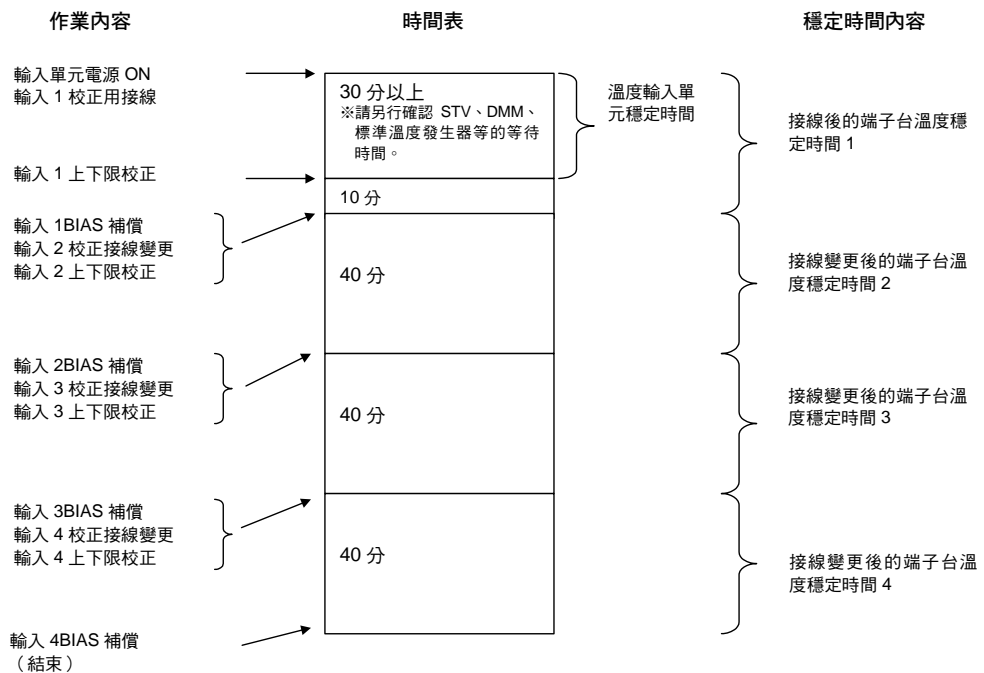 作業內容
時間表
穩定時間內容
輸入單元電源 ON
輸入 1 校正用接線
30 分以上
※請另行確認 STV、DMM、
標準溫度發生器等的等待
時間。
溫度輸入單
元穩定時間
接線後的端子台溫度穩
定時間 1
輸入 1 上下限校正
10 分
輸入 1BIAS 補償
輸入 2 校正接線變更
輸入 2 上下限校正
40 分
接線變更後的端子台溫
度穩定時間 2
輸入 2BIAS 補償
輸入 3 校正接線變更
輸入 3 上下限校正
40 分
接線變更後的端子台溫
度穩定時間 3
輸入 3BIAS 補償
輸入 4 校正接線變更
輸入 4 上下限校正
40 分
接線變更後的端子台溫
度穩定時間 4
輸入 4BIAS 補償
（結束）